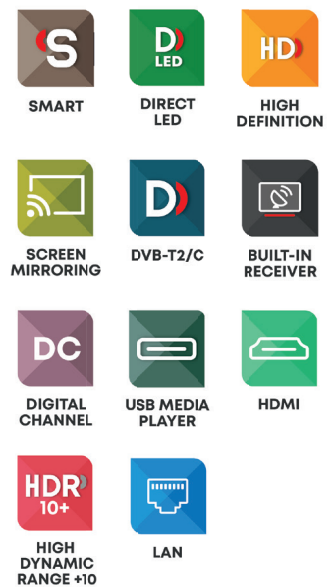 S
D
LED
HD
SMART
DIRECT
LED
HIGH
DEFINITION
D
SCREEN
MIRRORING
DVB-T2/C
BUILT-IN
RECEIVER
DC
DIGITAL
CHANNEL
USB MEDIA
PLAYER
HDMI
HDR
10+
HIGH
DYNAMIC
RANGE +10
LAN